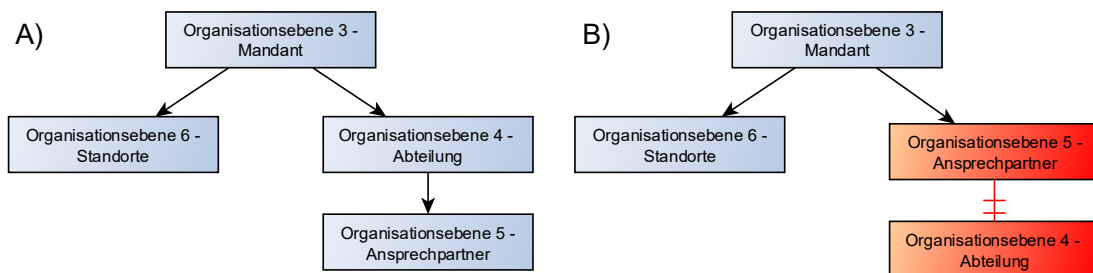 A)
Organisationsebene 3 -
Mandant
Organisationsebene 6 -
Standorte
Organisationsebene 4 -
Abteilung
Organisationsebene 5 -
Ansprechpartner
B)
Organisationsebene 3 -
Mandant
Organisationsebene 6 -
Standorte
Organisationsebene 5 -
Ansprechpartner
Organisationsebene 4 -
Abteilung